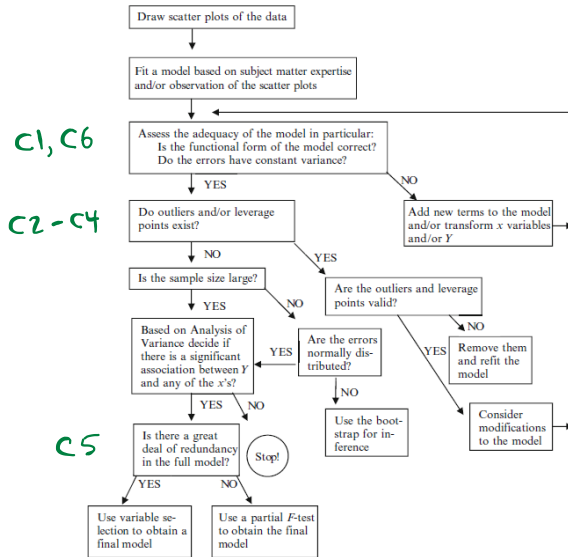 Draw scatter plots of the data
Fit a model based on subject matter expertise
and/or observation of the scatter plots
C1, C6
Assess the adequacy of the model in particular:
Is the functional form of the model correct?
Do the errors have constant variance?
YES
NO
C2 - C4
Do outliers and/or leverage
points exist?
Add new terms to the model
and/or transform x variables
and/or Y
NO
YES
Is the sample size large?
Are the outliers and leverage
points valid?
YES
NO
Based on Analysis of
Variance decide if
there is a significant
association between Y
and any of the x's?
YES
Are the errors
normally dis-
tributed?
YES
NO
Remove them
and refit the
model
NO
YES
NO
Use the boot-
strap for in-
ference
Consider
modifications
to the model
C5
Is there a great
deal of redundancy
in the full model?
Stop!
YES
NO
Use variable se-
lection to obtain a
final model
Use a partial F-test
to obtain the final
model